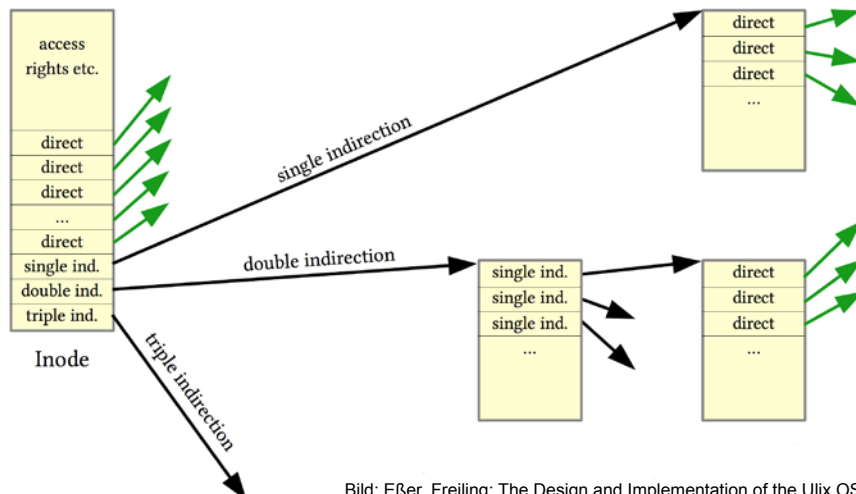 access
rights etc.
direct
direct
direct
...
direct
single ind.
double ind.
triple ind.
Inode
single indirection
double indirection
triple indirection
direct
direct
direct
...
single ind.
single ind.
single ind.
...
direct
direct
direct
...
Bild: Eßer, Freiling: The Design and Implementation of the Ulix OS